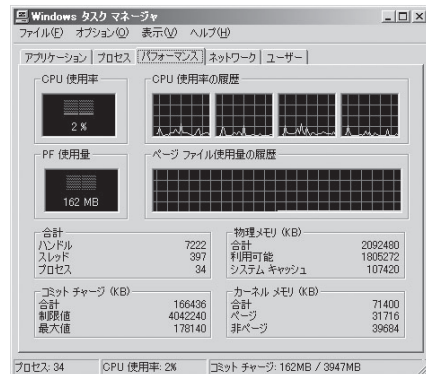 Windows タスク マネージャ
ファイル(F) オプション(O) 表示(V) ヘルプ(H)
アプリケーション プロセス パフォーマンス ネットワーク ユーザー
CPU 使用率 CPU 使用率の履歴
2 %
PF 使用量 ページ ファイル使用量の履歴
162 MB
合計 物理メモリ (KB)
ハンドル 7222 合計 2092480
スレッド 397 利用可能 1805272
プロセス 34 システム キャッシュ 107420
コミット チャージ (KB) カーネル メモリ (KB)
合計 166436 合計 71400
制限値 4042240 ページ 31716
最大値 178140 非ページ 39684
プロセス: 34 CPU 使用率: 2% コミット チャージ: 162MB / 3947MB